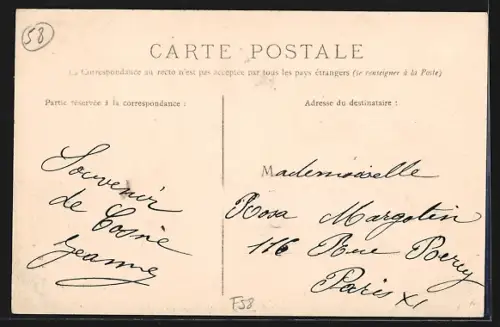 58
CARTE POSTALE
La Correspondance au recto n'est pas acceptée par tous les pays étrangers (se renseigner à la Poste)
Partie réservée à la correspondance :
Adresse du destinataire :
Souvenir
de Cosne
Jeanne
Mademoiselle
Rosa Margotin
116 Rue Bercy
Paris XI
F58